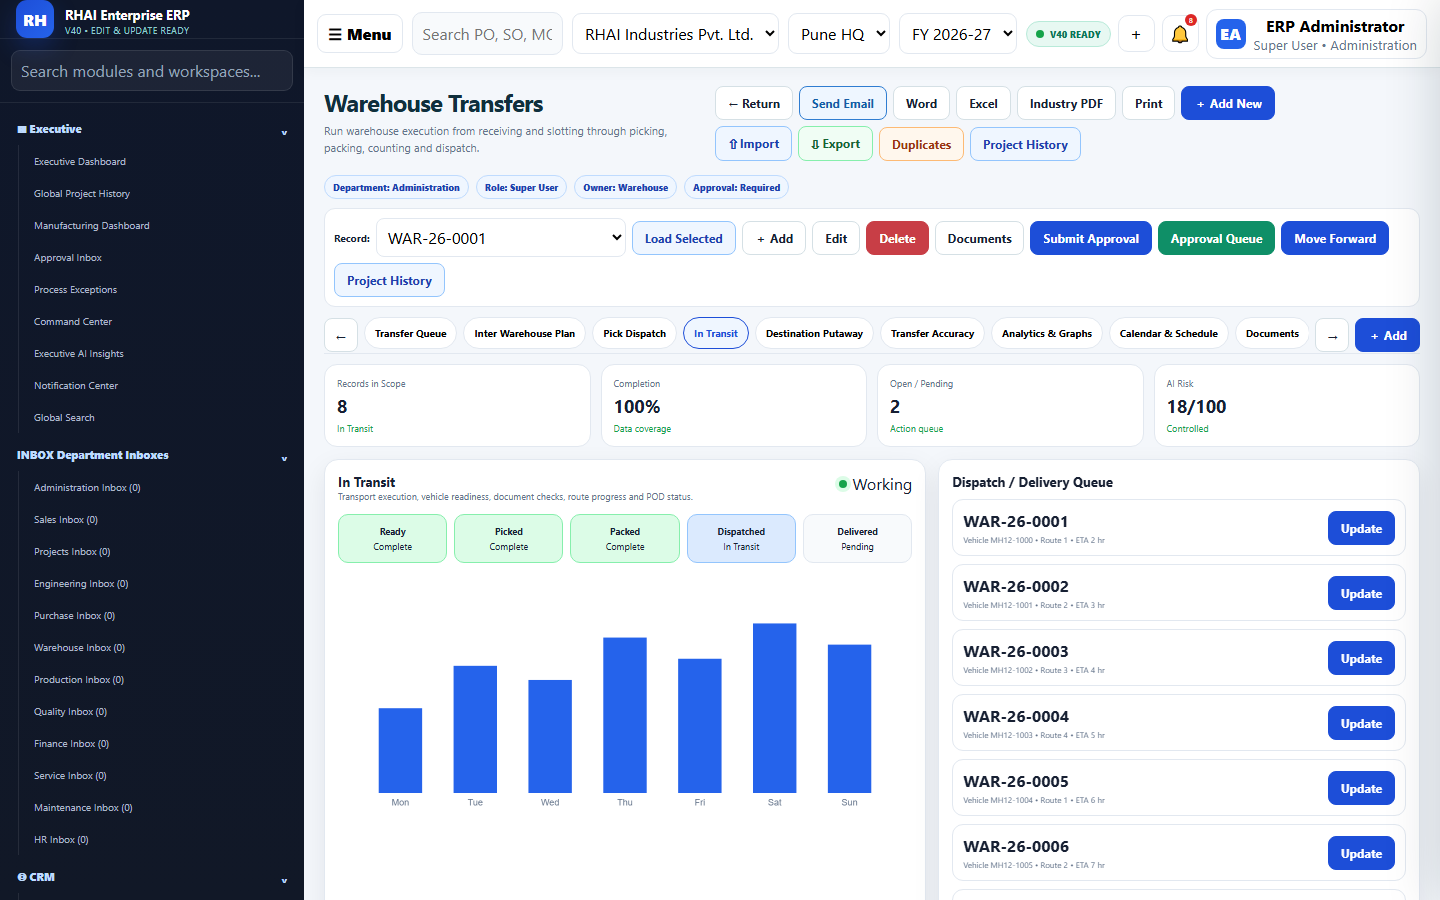 RH
RHAI Enterprise ERP
V40 • EDIT & UPDATE READY
Search modules and workspaces...
Executive
Executive Dashboard
Global Project History
Manufacturing Dashboard
Approval Inbox
Process Exceptions
Command Center
Executive AI Insights
Notification Center
Global Search
INBOX Department Inboxes
Administration Inbox (0)
Sales Inbox (0)
Projects Inbox (0)
Engineering Inbox (0)
Purchase Inbox (0)
Warehouse Inbox (0)
Production Inbox (0)
Quality Inbox (0)
Finance Inbox (0)
Service Inbox (0)
Maintenance Inbox (0)
HR Inbox (0)
CRM
☰ Menu
Search PO, SO, MC
RHAI Industries Pvt. Ltd.
Pune HQ
FY 2026-27
V40 READY
+
8
EA
ERP Administrator
Super User • Administration
Warehouse Transfers
Run warehouse execution from receiving and slotting through picking,
packing, counting and dispatch.
← Return
Send Email
Word
Excel
Industry PDF
Print
+ Add New
⇧ Import
⇩ Export
Duplicates
Project History
Department: Administration
Role: Super User
Owner: Warehouse
Approval: Required
Record:
WAR-26-0001
Load Selected
+ Add
Edit
Delete
Documents
Submit Approval
Approval Queue
Move Forward
Project History
←
Transfer Queue
Inter Warehouse Plan
Pick Dispatch
In Transit
Destination Putaway
Transfer Accuracy
Analytics & Graphs
Calendar & Schedule
Documents
→
+ Add
Records in Scope
8
In Transit
Completion
100%
Data coverage
Open / Pending
2
Action queue
AI Risk
18/100
Controlled
In Transit
Transport execution, vehicle readiness, document checks, route progress and POD status.
Working
Ready
Complete
Picked
Complete
Packed
Complete
Dispatched
In Transit
Delivered
Pending
Mon
Tue
Wed
Thu
Fri
Sat
Sun
Dispatch / Delivery Queue
WAR-26-0001
Vehicle MH12-1000 • Route 1 • ETA 2 hr
Update
WAR-26-0002
Vehicle MH12-1001 • Route 2 • ETA 3 hr
Update
WAR-26-0003
Vehicle MH12-1002 • Route 3 • ETA 4 hr
Update
WAR-26-0004
Vehicle MH12-1003 • Route 4 • ETA 5 hr
Update
WAR-26-0005
Vehicle MH12-1004 • Route 1 • ETA 6 hr
Update
WAR-26-0006
Vehicle MH12-1005 • Route 2 • ETA 7 hr
Update